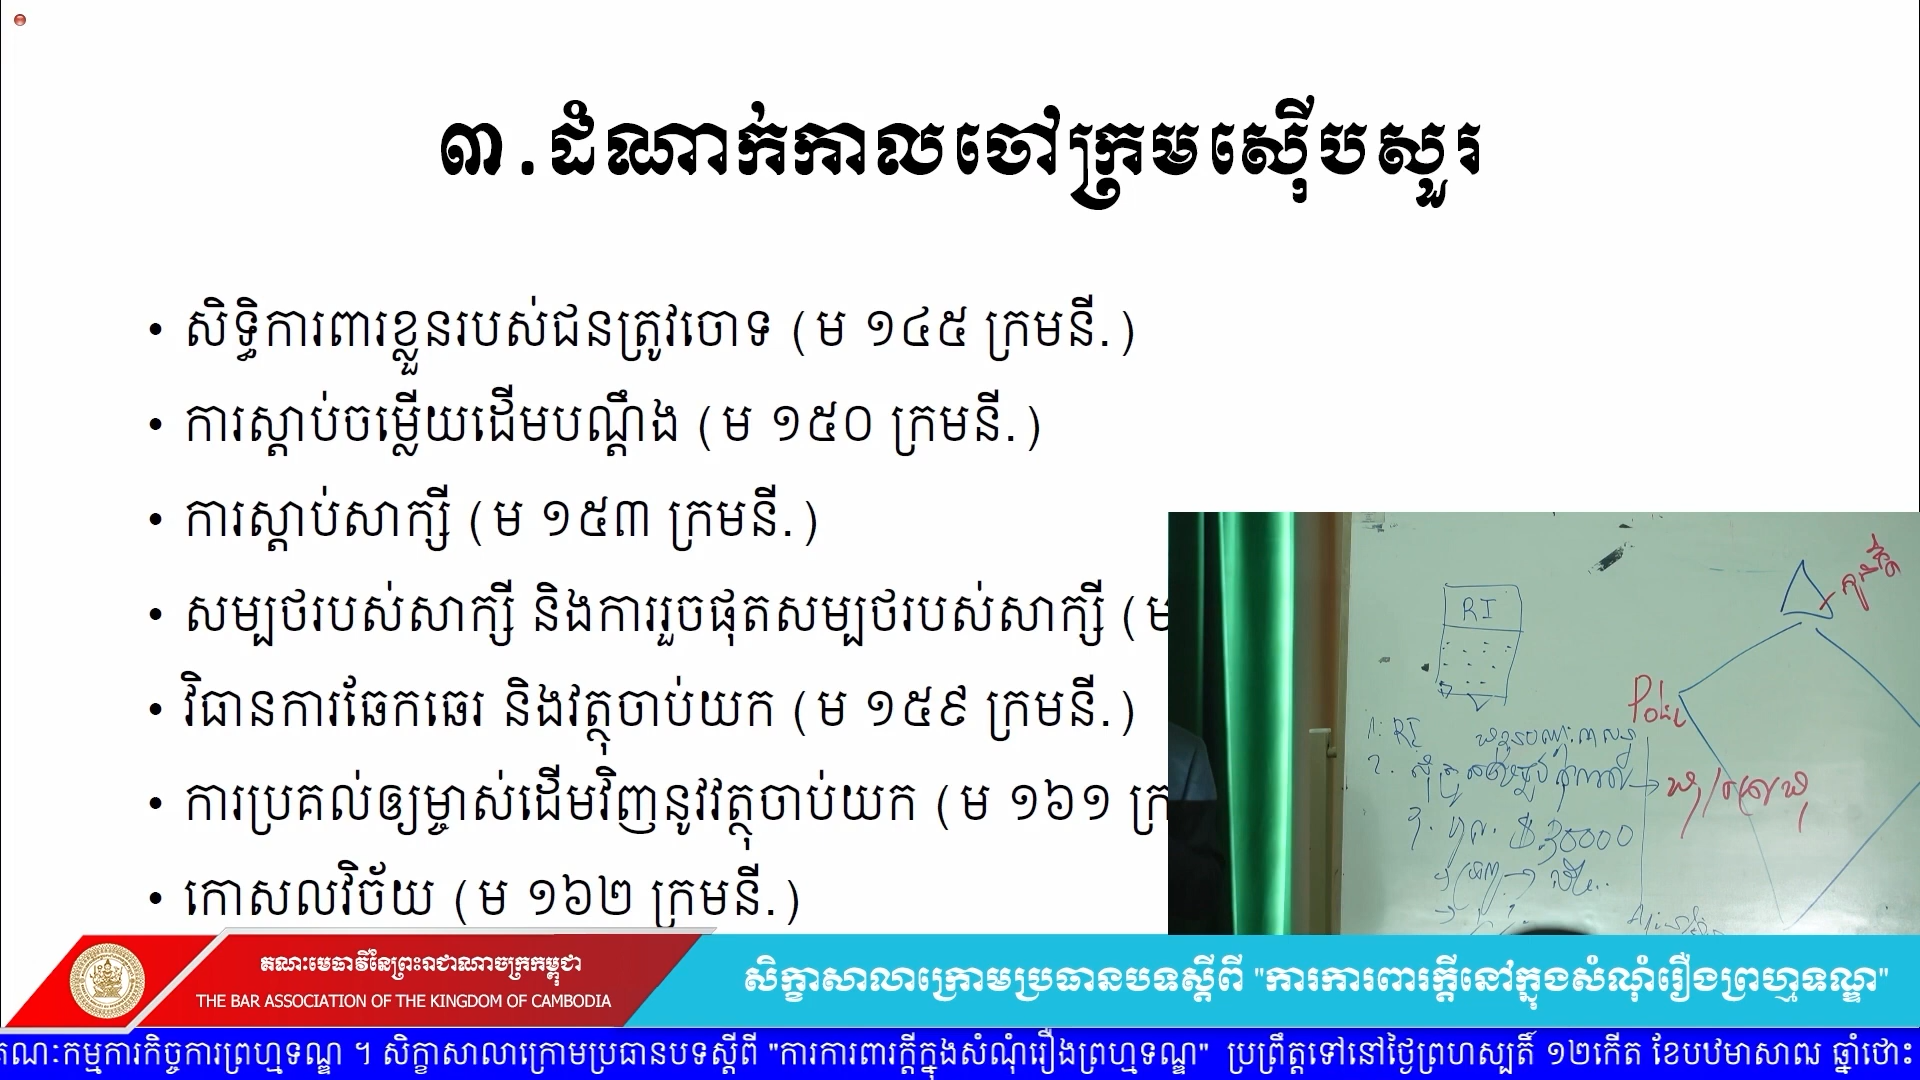 ៣.ដំណាក់កាលចៅក្រមស៊ើបសួរ
• សិទ្ធិការពារខ្លួនរបស់ជនត្រូវចោទ (ម ១៤៥ ក្រមនី.)
• ការស្តាប់ចម្លើយដើមបណ្តឹង (ម ១៥០ ក្រមនី.)
• ការស្តាប់សាក្សី (ម ១៥៣ ក្រមនី.)
• សម្បថរបស់សាក្សី និងការរួចផុតសម្បថរបស់សាក្សី (ម
• វិធានការឆែកឆេរ និងវត្ថុចាប់យក (ម ១៥៩ ក្រមនី.)
• ការប្រគល់ឲ្យម្ចាស់ដើមវិញនូវវត្ថុចាប់យក (ម ១៦១ ក្រ
• កោសលវិច័យ (ម ១៦២ ក្រមនី.)
RI
1. RI
2.
គណៈមេធាវីនៃព្រះរាជាណាចក្រកម្ពុជា
THE BAR ASSOCIATION OF THE KINGDOM OF CAMBODIA
សិក្ខាសាលាក្រោមប្រធានបទស្តីពី "ការការពារក្តីនៅក្នុងសំណុំរឿងព្រហ្មទណ្ឌ"
គណៈកម្មការកិច្ចការព្រហ្មទណ្ឌ ។ សិក្ខាសាលាក្រោមប្រធានបទស្តីពី "ការការពារក្តីក្នុងសំណុំរឿងព្រហ្មទណ្ឌ" ប្រព្រឹត្តទៅនៅថ្ងៃព្រហស្បតិ៍ ១២កើត ខែបឋមាសាឍ ឆ្នាំថោះ